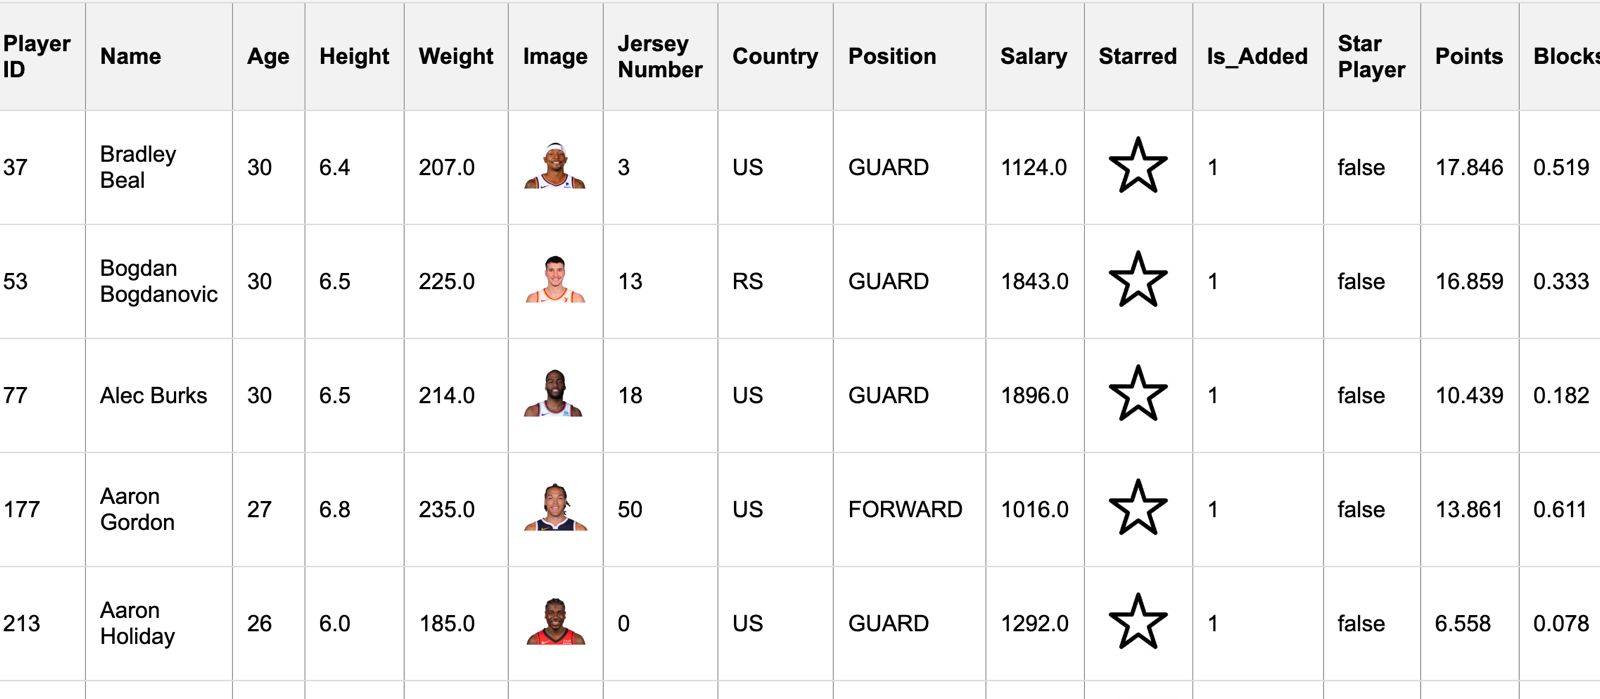 Player ID Name Age Height Weight Image Jersey Number Country Position Salary Starred Is_Added Star Player Points Blocks
37 Bradley Beal 30 6.4 207.0 3 US GUARD 1124.0 1 false 17.846 0.519
53 Bogdan Bogdanovic 30 6.5 225.0 13 RS GUARD 1843.0 1 false 16.859 0.333
77 Alec Burks 30 6.5 214.0 18 US GUARD 1896.0 1 false 10.439 0.182
177 Aaron Gordon 27 6.8 235.0 50 US FORWARD 1016.0 1 false 13.861 0.611
213 Aaron Holiday 26 6.0 185.0 0 US GUARD 1292.0 1 false 6.558 0.078